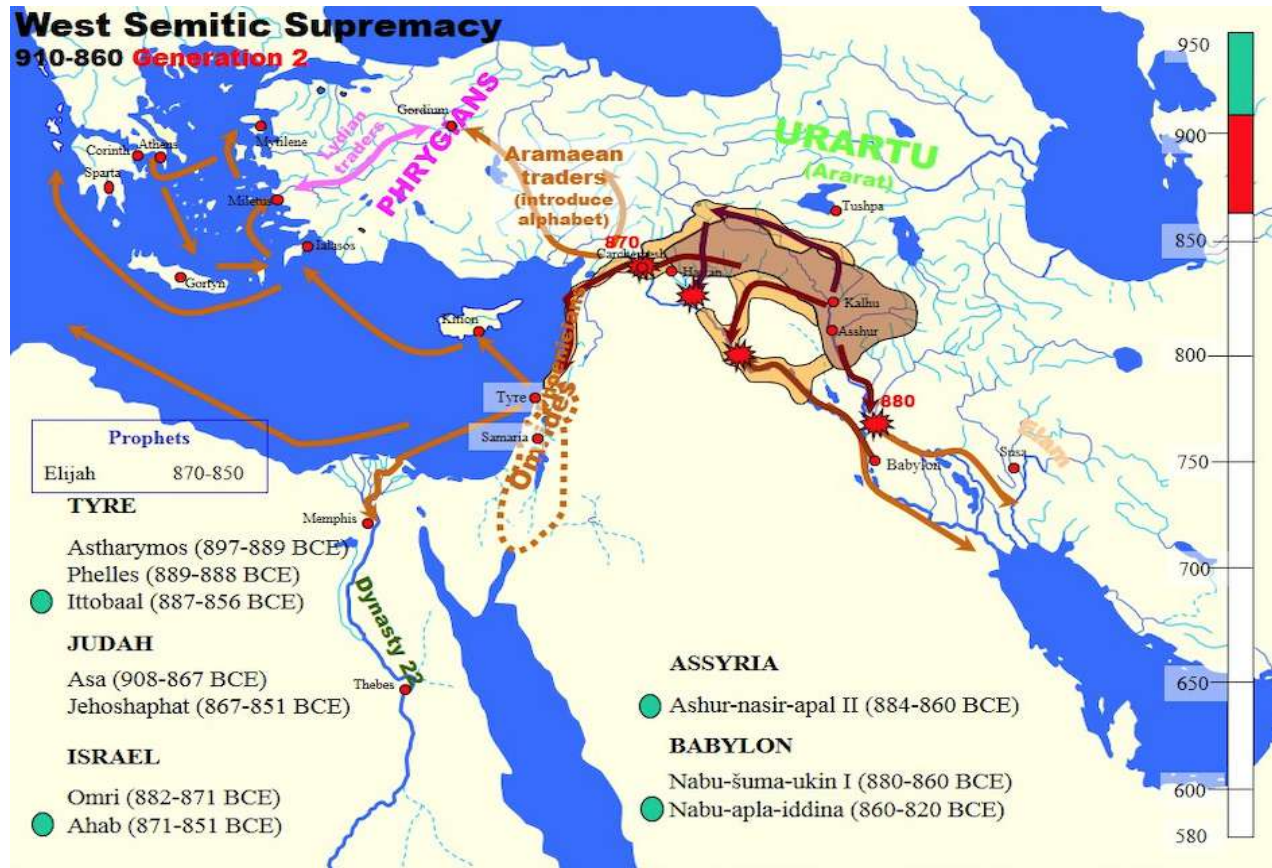 West Semitic Supremacy
910-860 Generation 2
950
900
850
800
750
700
650
600
580
Gordium
Mytilene
Lydian
traders
PHRYGIANS
Corinth
Athens
Sparta
Miletus
Ialasos
Gortyn
Aramaean
traders
(introduce
alphabet)
URARTU
(Ararat)
Tushpa
870
Carchemesh
Harran
Kalhu
Asshur
Kition
Phoenicians
Tyre
Samaria
Omrides
880
Babylon
Susa
Elam
Prophets
Elijah 870-850
Memphis
Dynasty 22
Thebes
TYRE
Astharymos (897-889 BCE)
Phelles (889-888 BCE)
Ittobaal (887-856 BCE)
JUDAH
Asa (908-867 BCE)
Jehoshaphat (867-851 BCE)
ISRAEL
Omri (882-871 BCE)
Ahab (871-851 BCE)
ASSYRIA
Ashur-nasir-apal II (884-860 BCE)
BABYLON
Nabu-šuma-ukin I (880-860 BCE)
Nabu-apla-iddina (860-820 BCE)